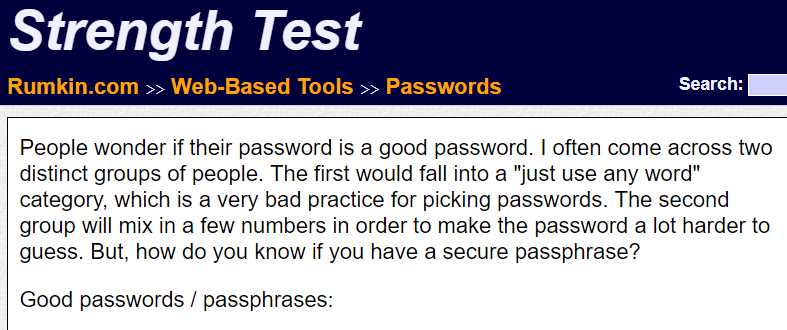 Strength Test
Rumkin.com >> Web-Based Tools >> Passwords
Search:
People wonder if their password is a good password. I often come across two
distinct groups of people. The first would fall into a "just use any word"
category, which is a very bad practice for picking passwords. The second
group will mix in a few numbers in order to make the password a lot harder to
guess. But, how do you know if you have a secure passphrase?
Good passwords / passphrases: